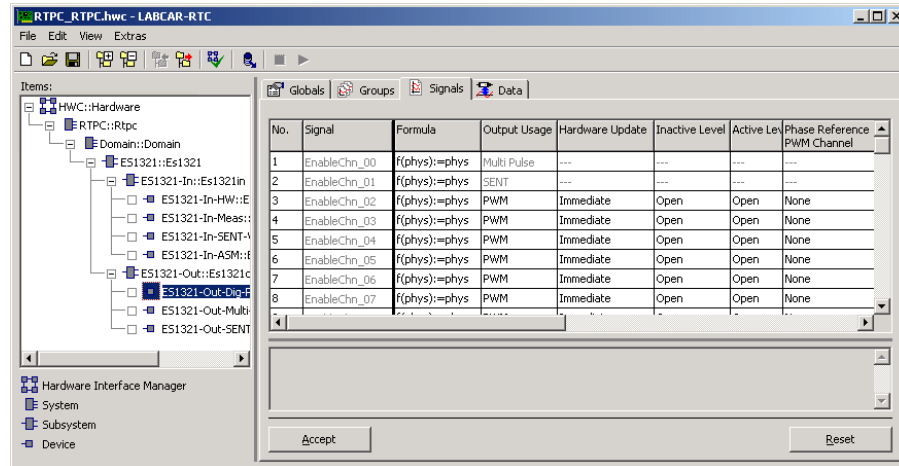 RTPC_RTPC.hwc - LABCAR-RTC
File Edit View Extras
Items:
HWC::Hardware
RTPC::Rtpc
Domain::Domain
ES1321::Es1321
ES1321-In::Es1321in
ES1321-In-HW::E
ES1321-In-Meas::
ES1321-In-SENT-
ES1321-In-ASM::
ES1321-Out::Es1321o
ES1321-Out-Dig-
ES1321-Out-Multi-
ES1321-Out-SENT
Hardware Interface Manager
System
Subsystem
Device
Globals Groups Signals Data
No. Signal Formula Output Usage Hardware Update Inactive Level Active Lev Phase Reference PWM Channel
1 EnableChn_00 f(phys):=phys Multi Pulse --- --- --- ---
2 EnableChn_01 f(phys):=phys SENT --- --- --- ---
3 EnableChn_02 f(phys):=phys PWM Immediate Open Open None
4 EnableChn_03 f(phys):=phys PWM Immediate Open Open None
5 EnableChn_04 f(phys):=phys PWM Immediate Open Open None
6 EnableChn_05 f(phys):=phys PWM Immediate Open Open None
7 EnableChn_06 f(phys):=phys PWM Immediate Open Open None
8 EnableChn_07 f(phys):=phys PWM Immediate Open Open None
Accept Reset